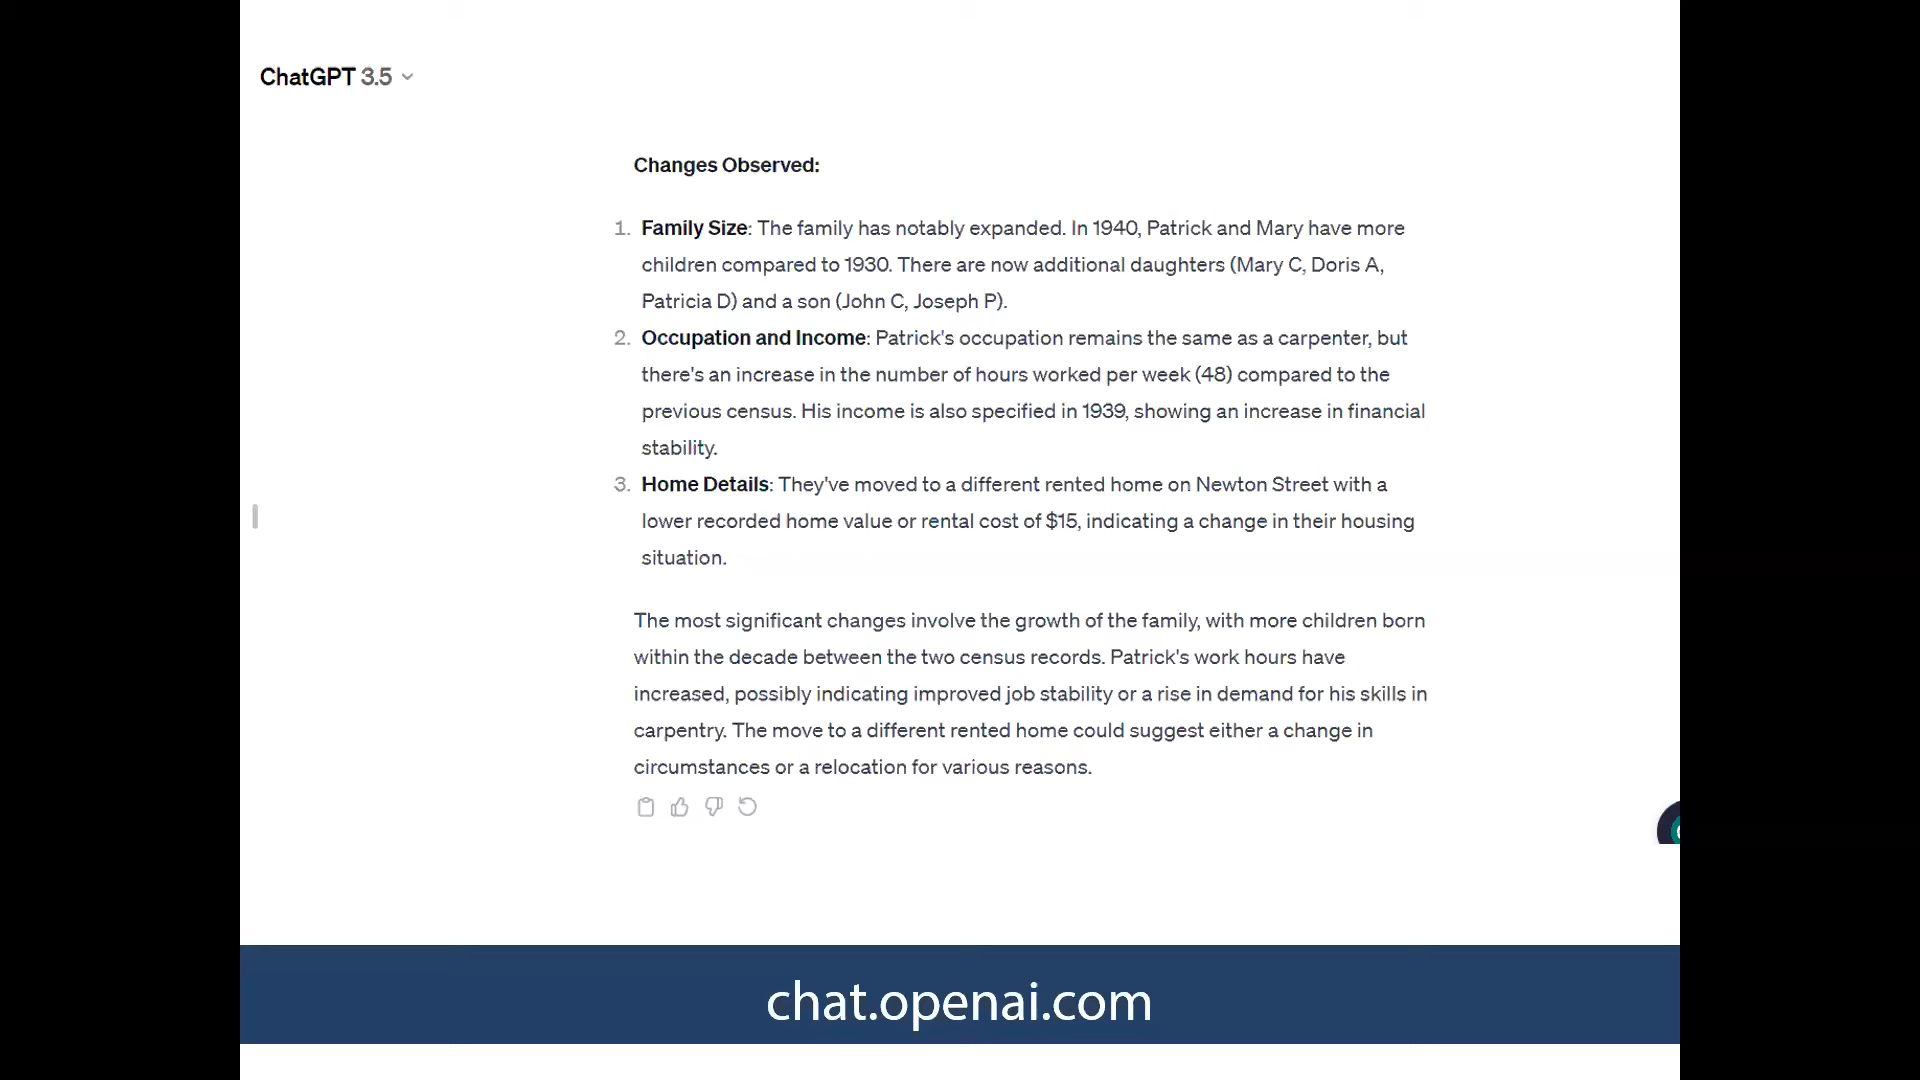 ChatGPT 3.5
Changes Observed:
1. Family Size: The family has notably expanded. In 1940, Patrick and Mary have more
children compared to 1930. There are now additional daughters (Mary C, Doris A,
Patricia D) and a son (John C, Joseph P).
2. Occupation and Income: Patrick's occupation remains the same as a carpenter, but
there's an increase in the number of hours worked per week (48) compared to the
previous census. His income is also specified in 1939, showing an increase in financial
stability.
3. Home Details: They've moved to a different rented home on Newton Street with a
lower recorded home value or rental cost of $15, indicating a change in their housing
situation.
The most significant changes involve the growth of the family, with more children born
within the decade between the two census records. Patrick's work hours have
increased, possibly indicating improved job stability or a rise in demand for his skills in
carpentry. The move to a different rented home could suggest either a change in
circumstances or a relocation for various reasons.
chat.openai.com